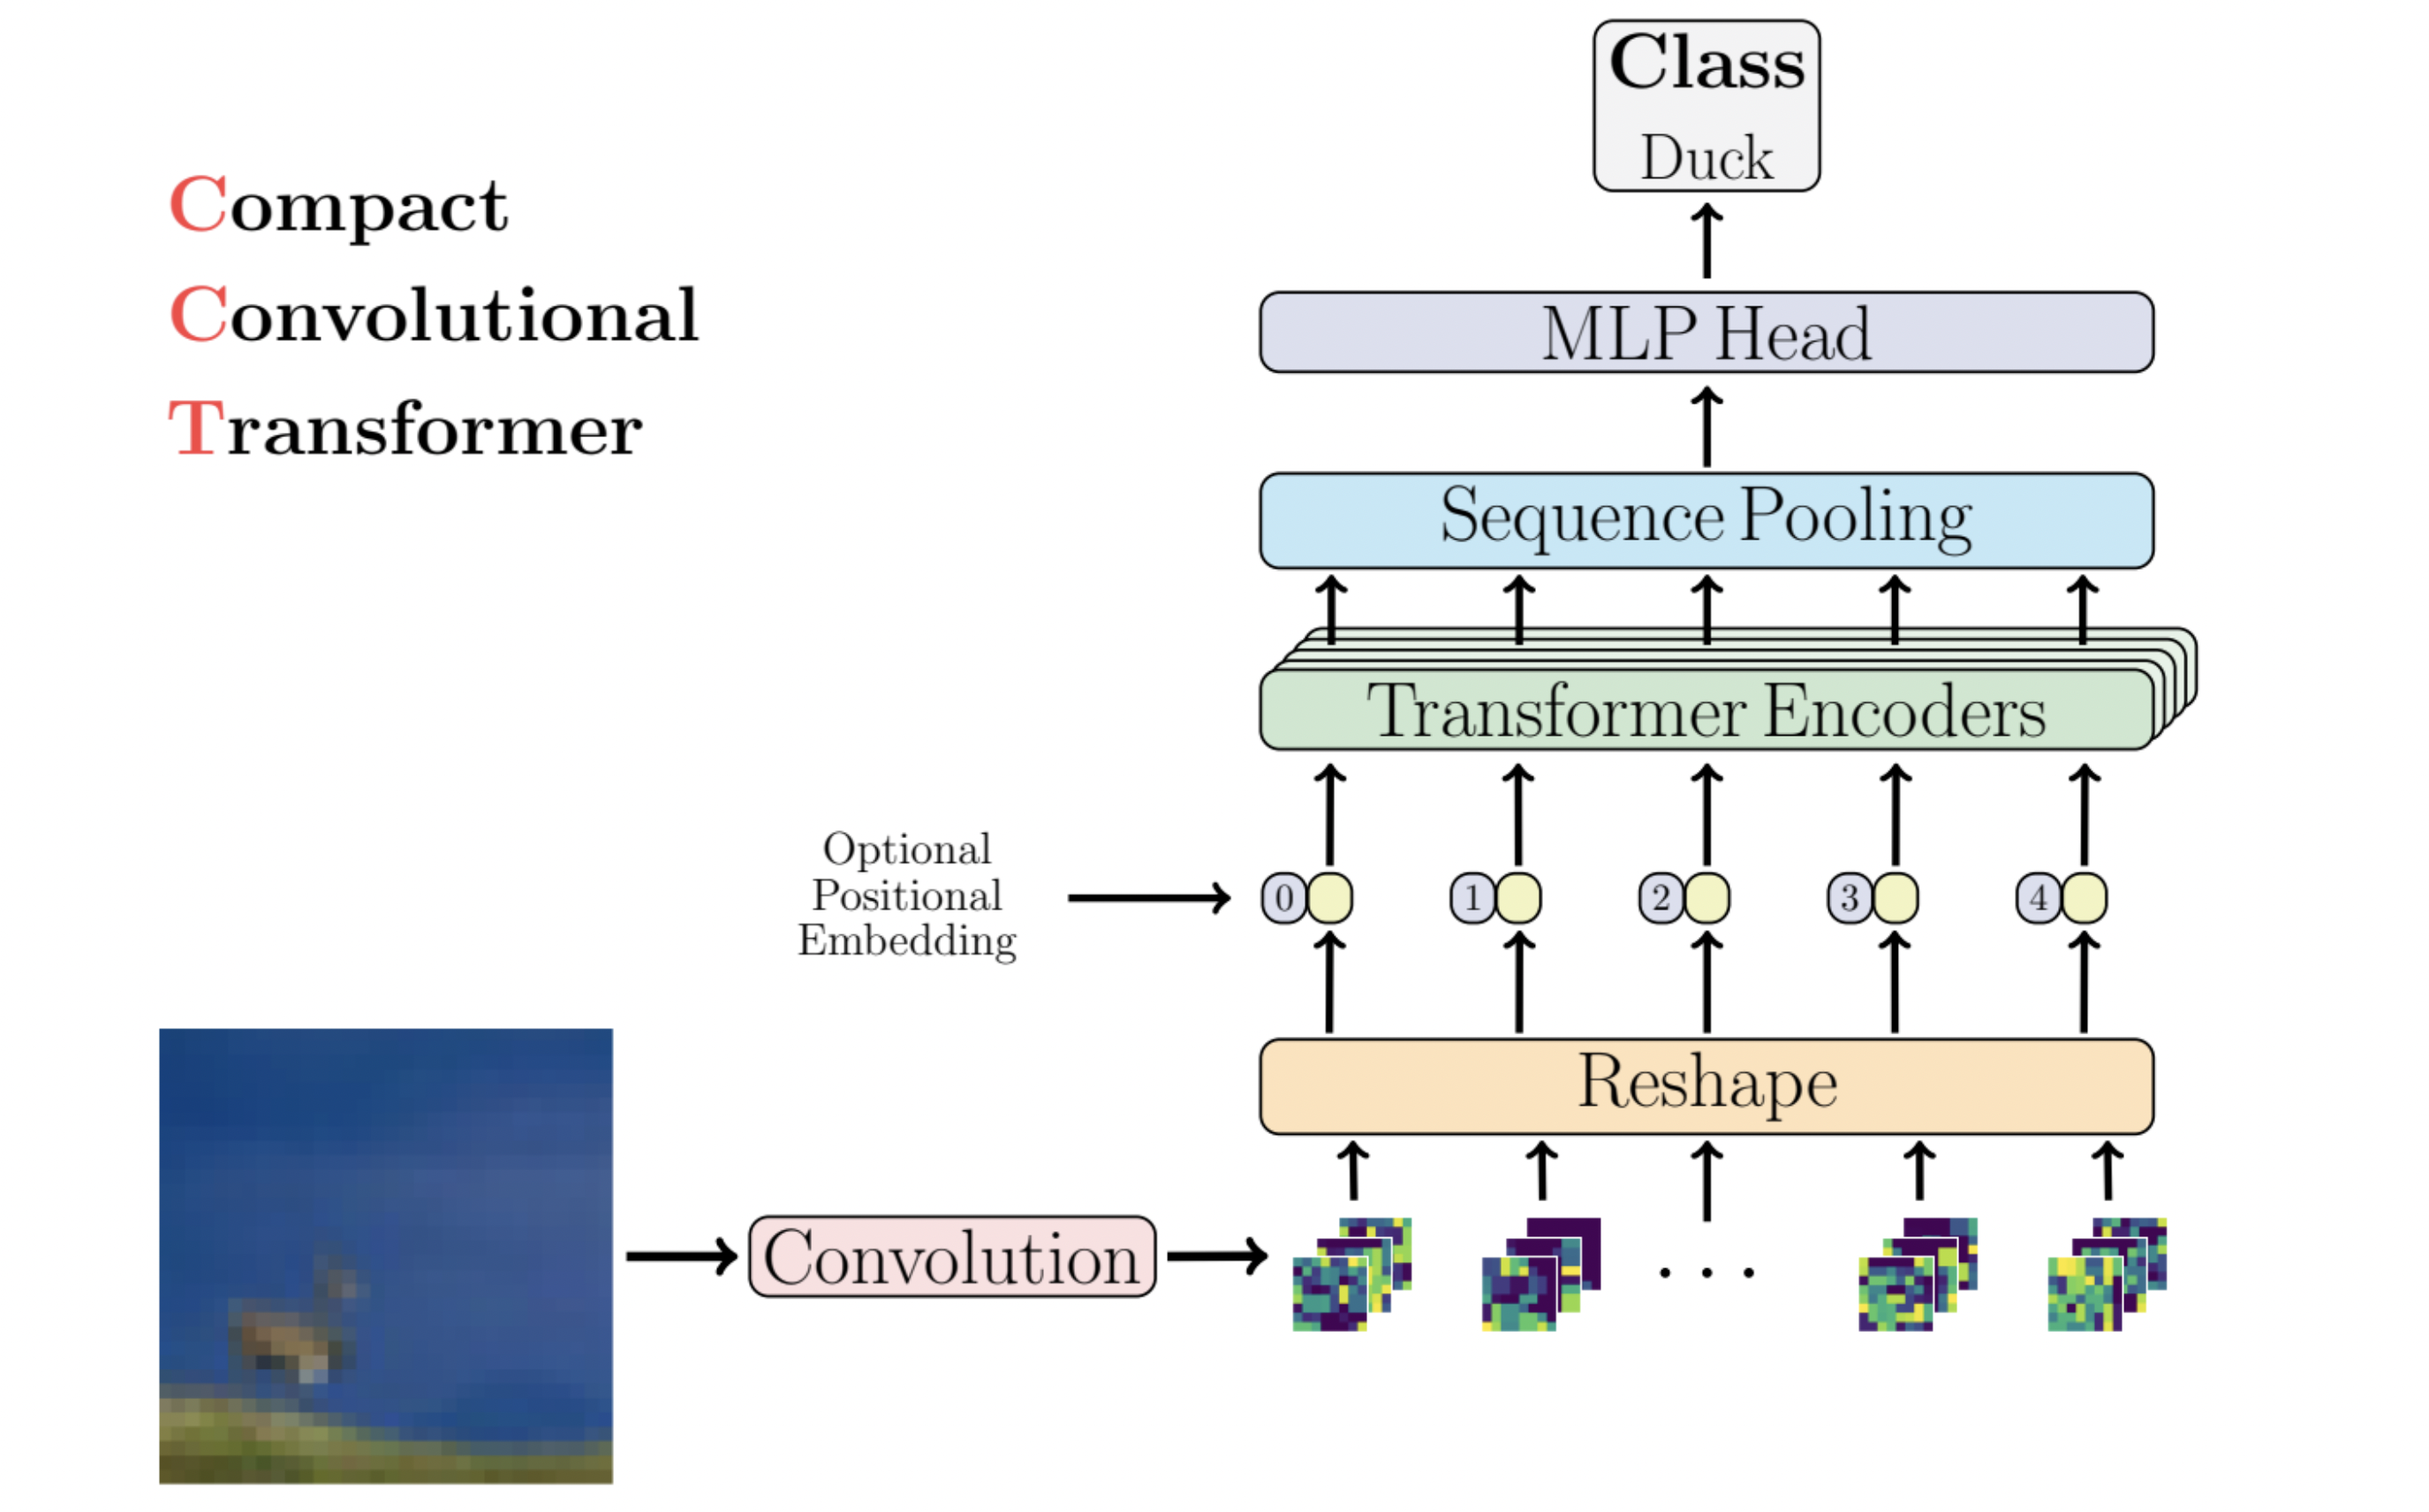 Compact
Convolutional
Transformer
Class
Duck
MLP Head
Sequence Pooling
Transformer Encoders
Optional
Positional
Embedding
0 1 2 3 4
Reshape
Convolution
. . .